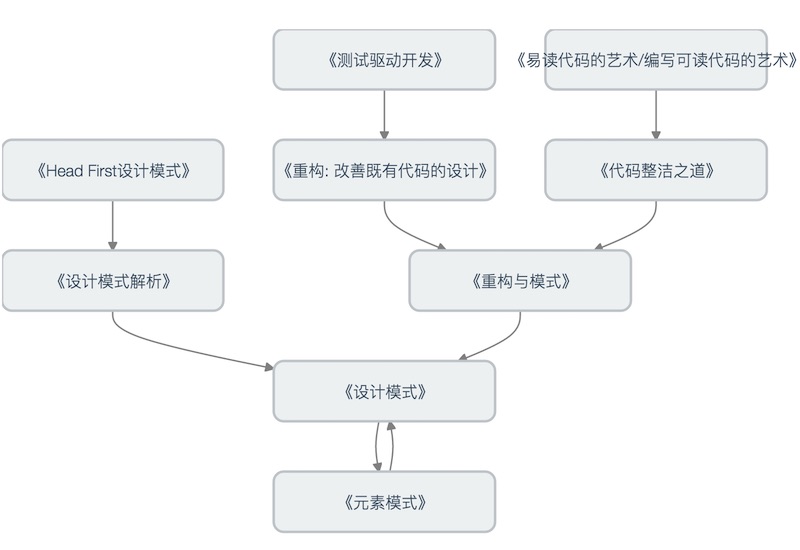 《测试驱动开发》
《易读代码的艺术/编写可读代码的艺术》
《Head First设计模式》
《重构: 改善既有代码的设计》
《代码整洁之道》
《设计模式解析》
《重构与模式》
《设计模式》
《元素模式》